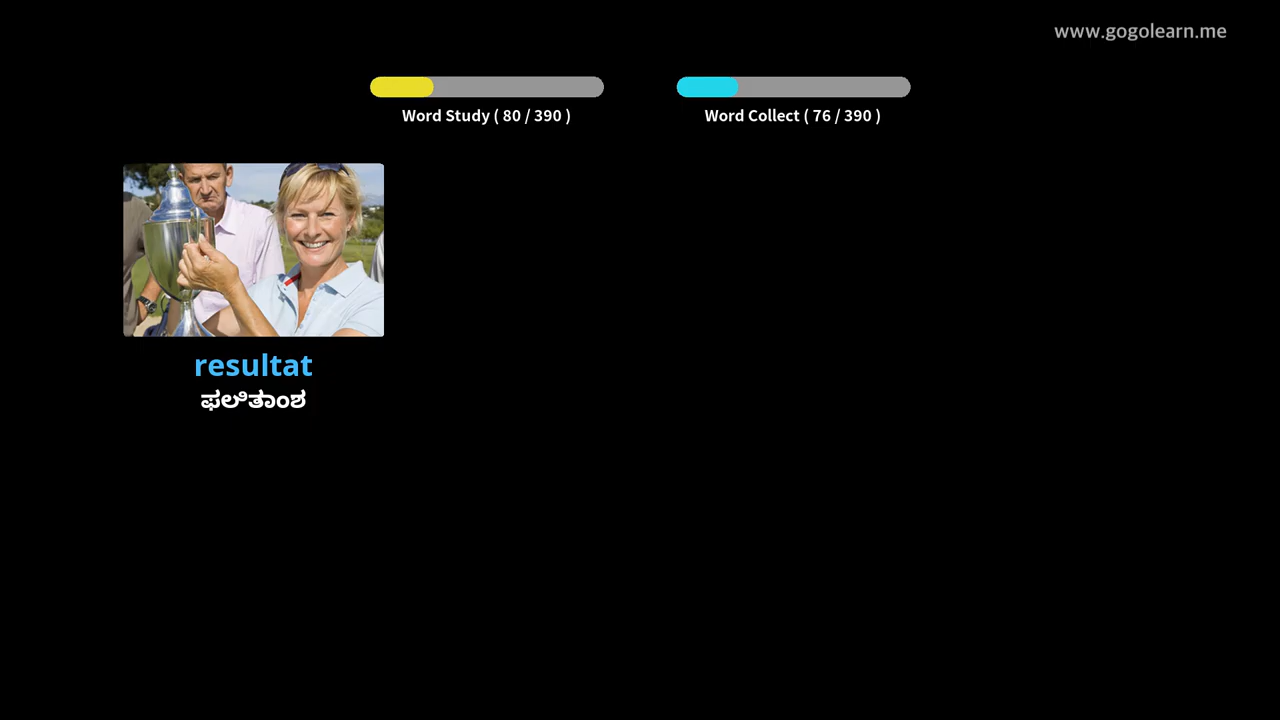 www.gogolearn.me
Word Study ( 80 / 390 )
Word Collect ( 76 / 390 )
resultat
ಫಲಿತಾಂಶ